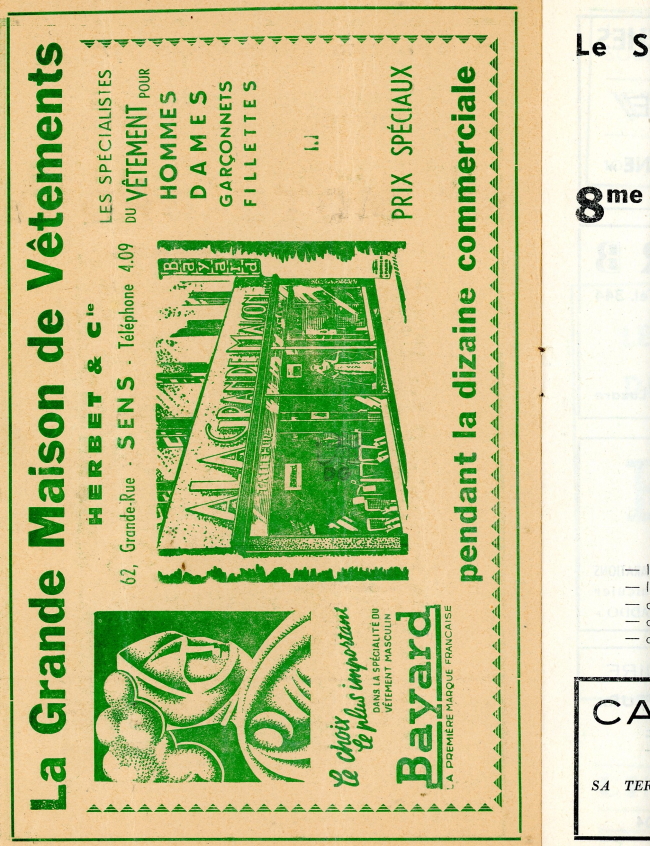 La Grande Maison de Vêtements
HERBET & Cie
62, Grande-Rue - SENS - Téléphone 4.09
LES SPÉCIALISTES
DU VÊTEMENT POUR
HOMMES
DAMES
GARÇONNETS
FILLETTES
Bayard
A LA GRANDE MAISON
TAILLEURS
Le choix
le plus important
DANS LA SPÉCIALITÉ DU
VÊTEMENT MASCULIN
Bayard
LA PREMIÈRE MARQUE FRANÇAISE
PRIX SPÉCIAUX
pendant la dizaine commerciale
Le S
8me
CA
SA TER